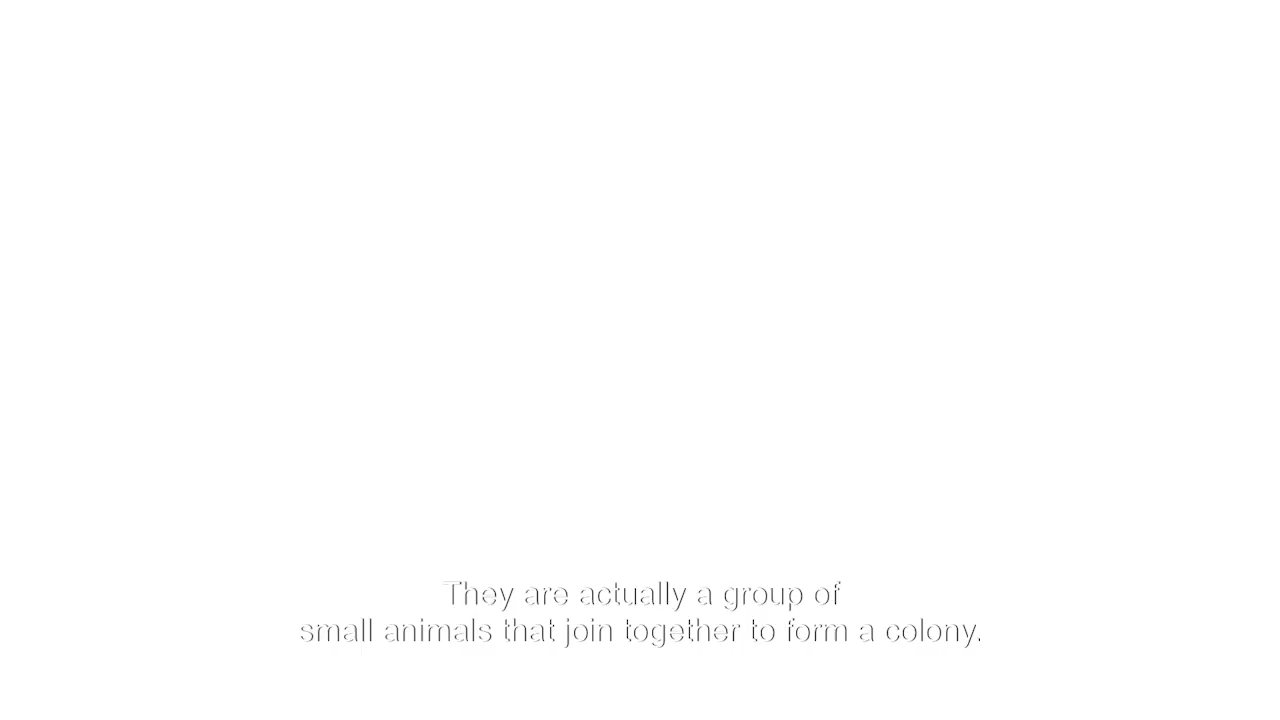 They are actually a group of
small animals that join together to form a colony.